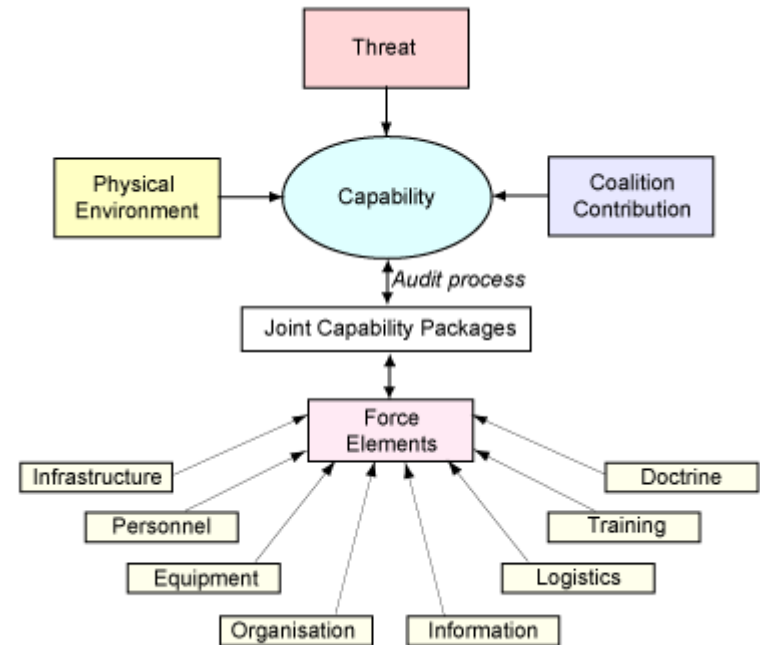 Threat
Physical
Environment
Capability
Coalition
Contribution
Audit process
Joint Capability Packages
Force
Elements
Infrastructure
Doctrine
Personnel
Training
Equipment
Logistics
Organisation
Information